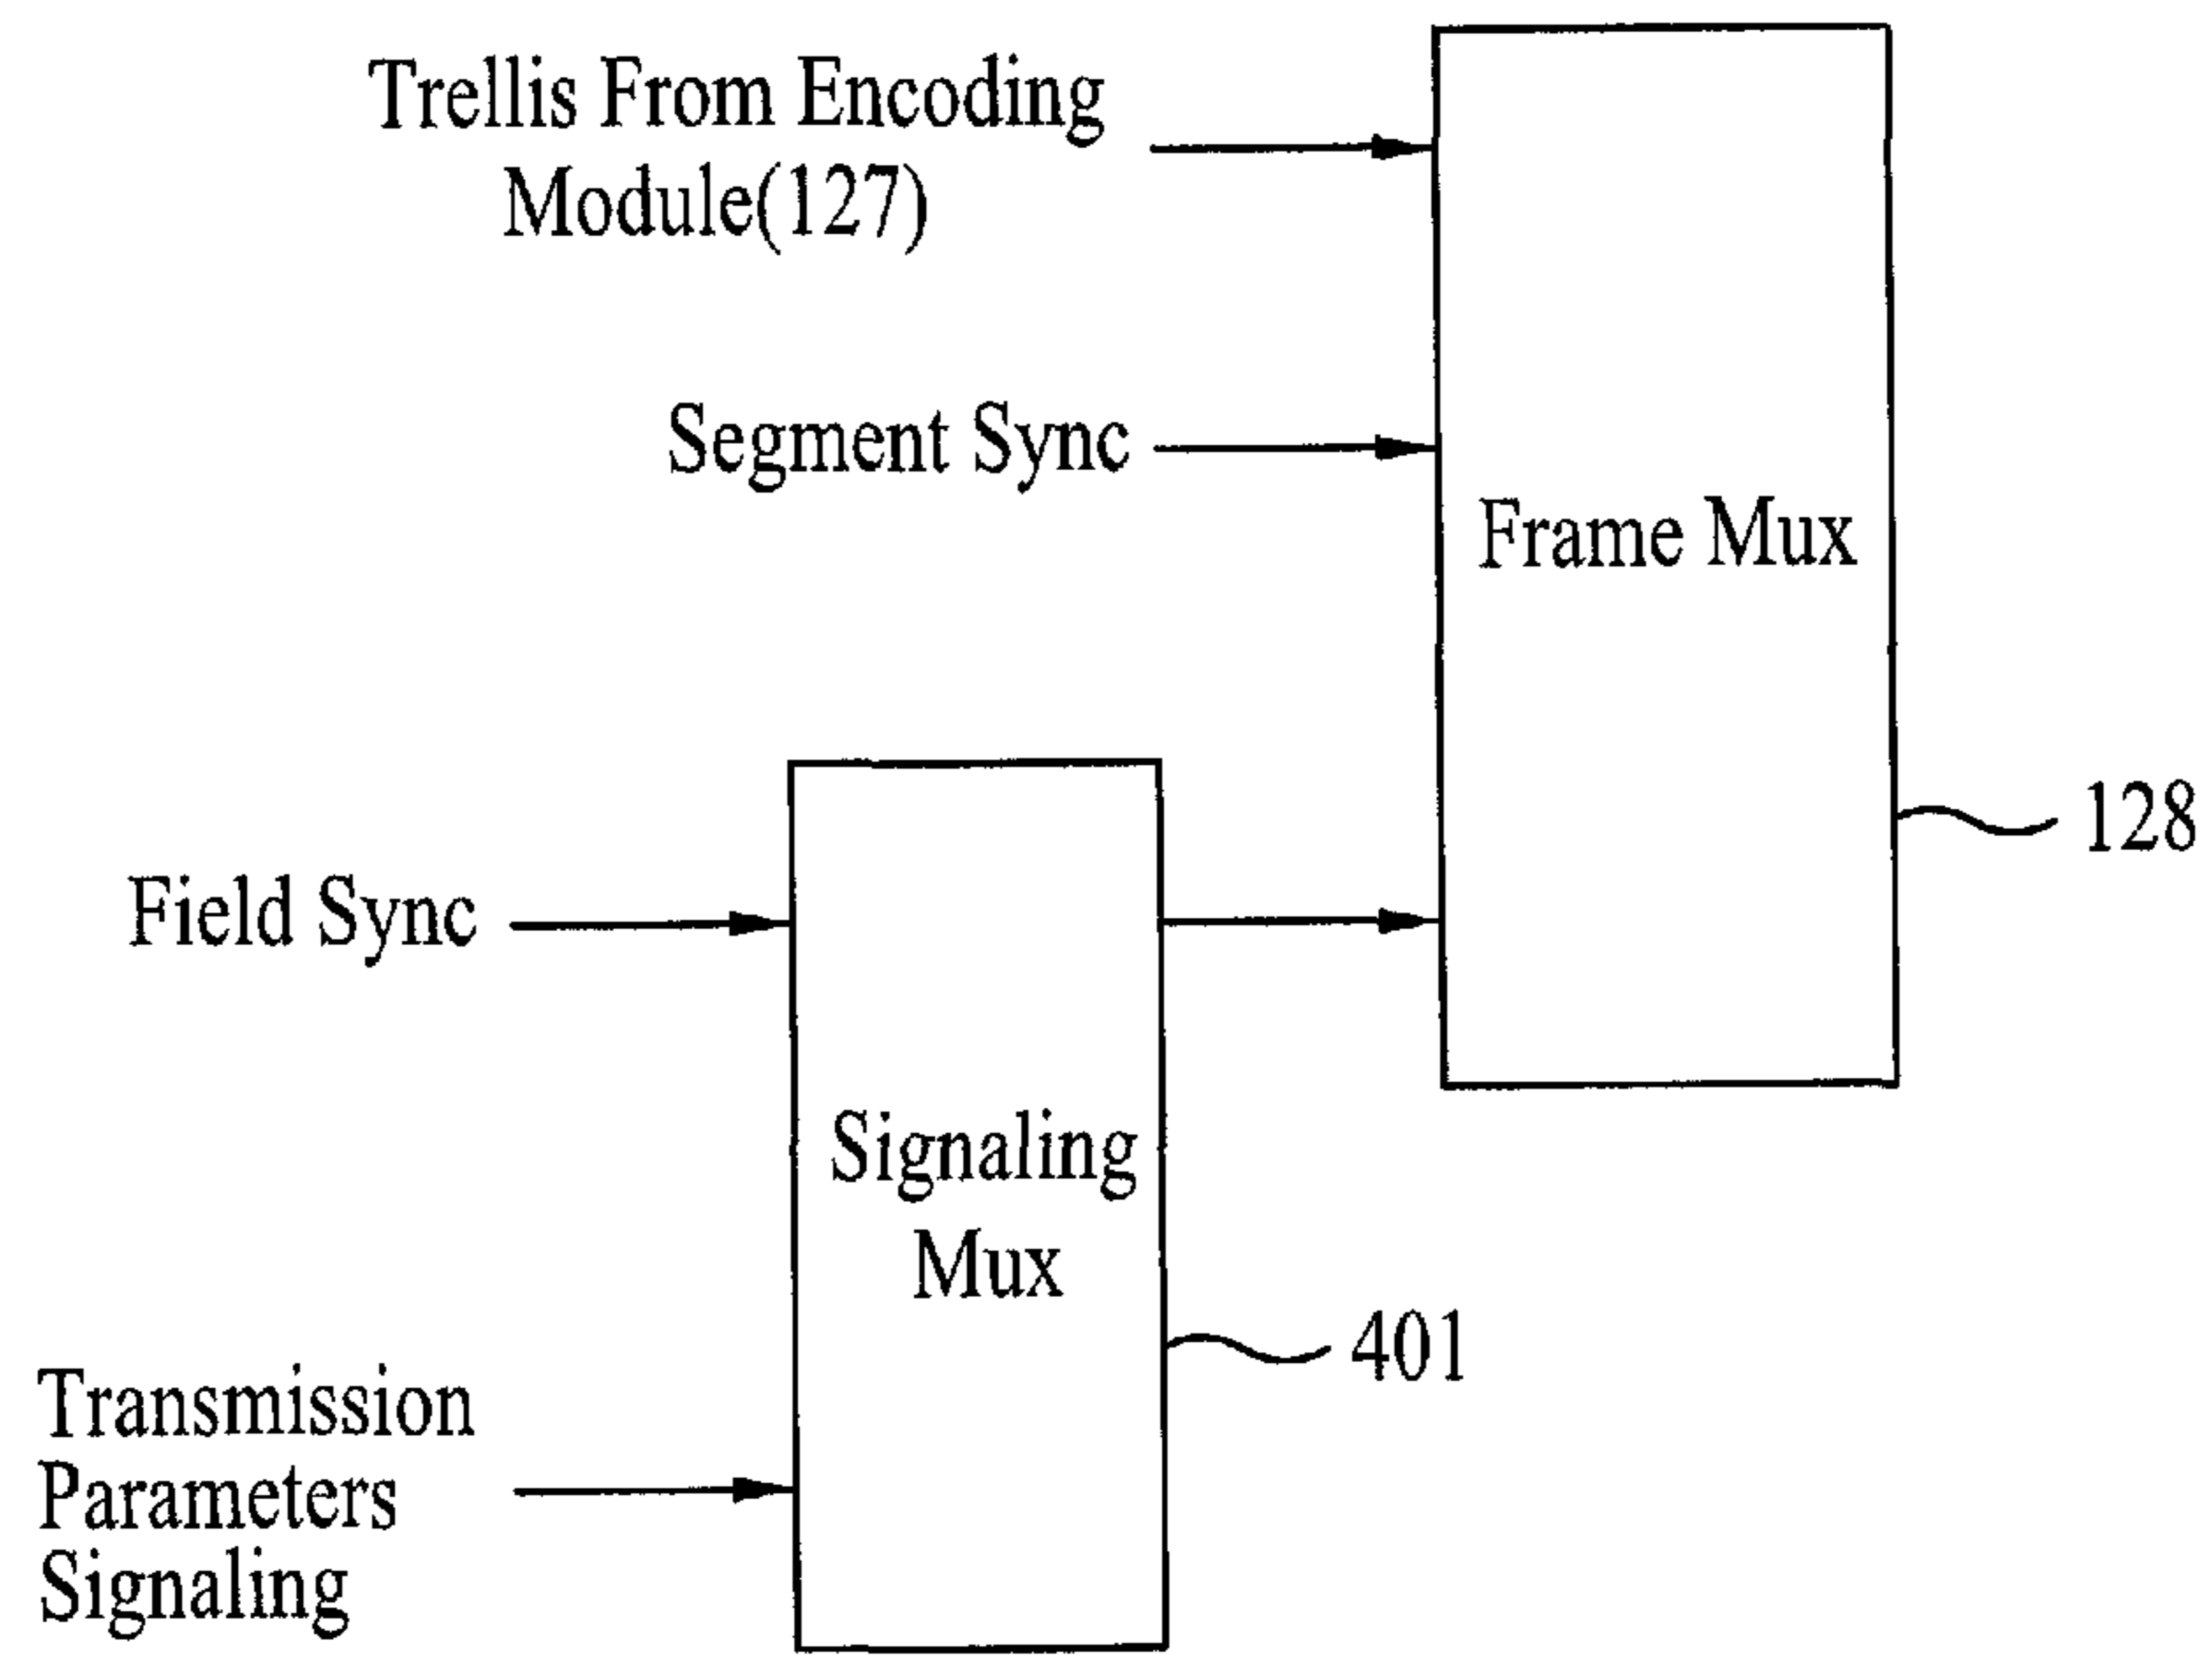 Trellis From Encoding
Module(127)
Segment Sync
Frame Mux
128
Field Sync
Signaling
Mux
401
Transmission
Parameters
Signaling